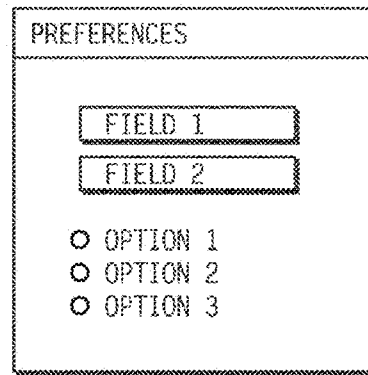 PREFERENCES
FIELD 1
FIELD 2
OPTION 1
OPTION 2
OPTION 3